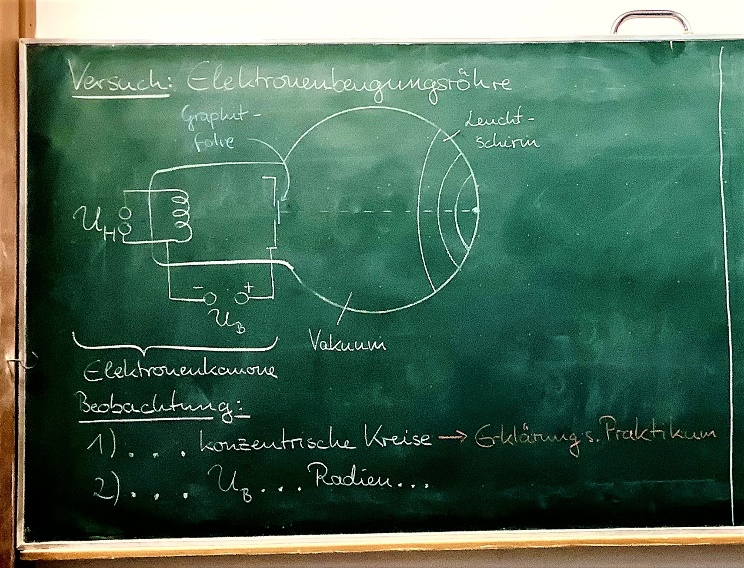 Versuch: Elektronenbeugungsröhre
Graphit-
folie
Leucht-
schirm
U_H
- +
U_B
Vakuum
Elektronenkanone
Beobachtung:
1) . . . konzentrische Kreise → Erklärung s. Praktikum
2) . . . U_B . . . Radien . . .